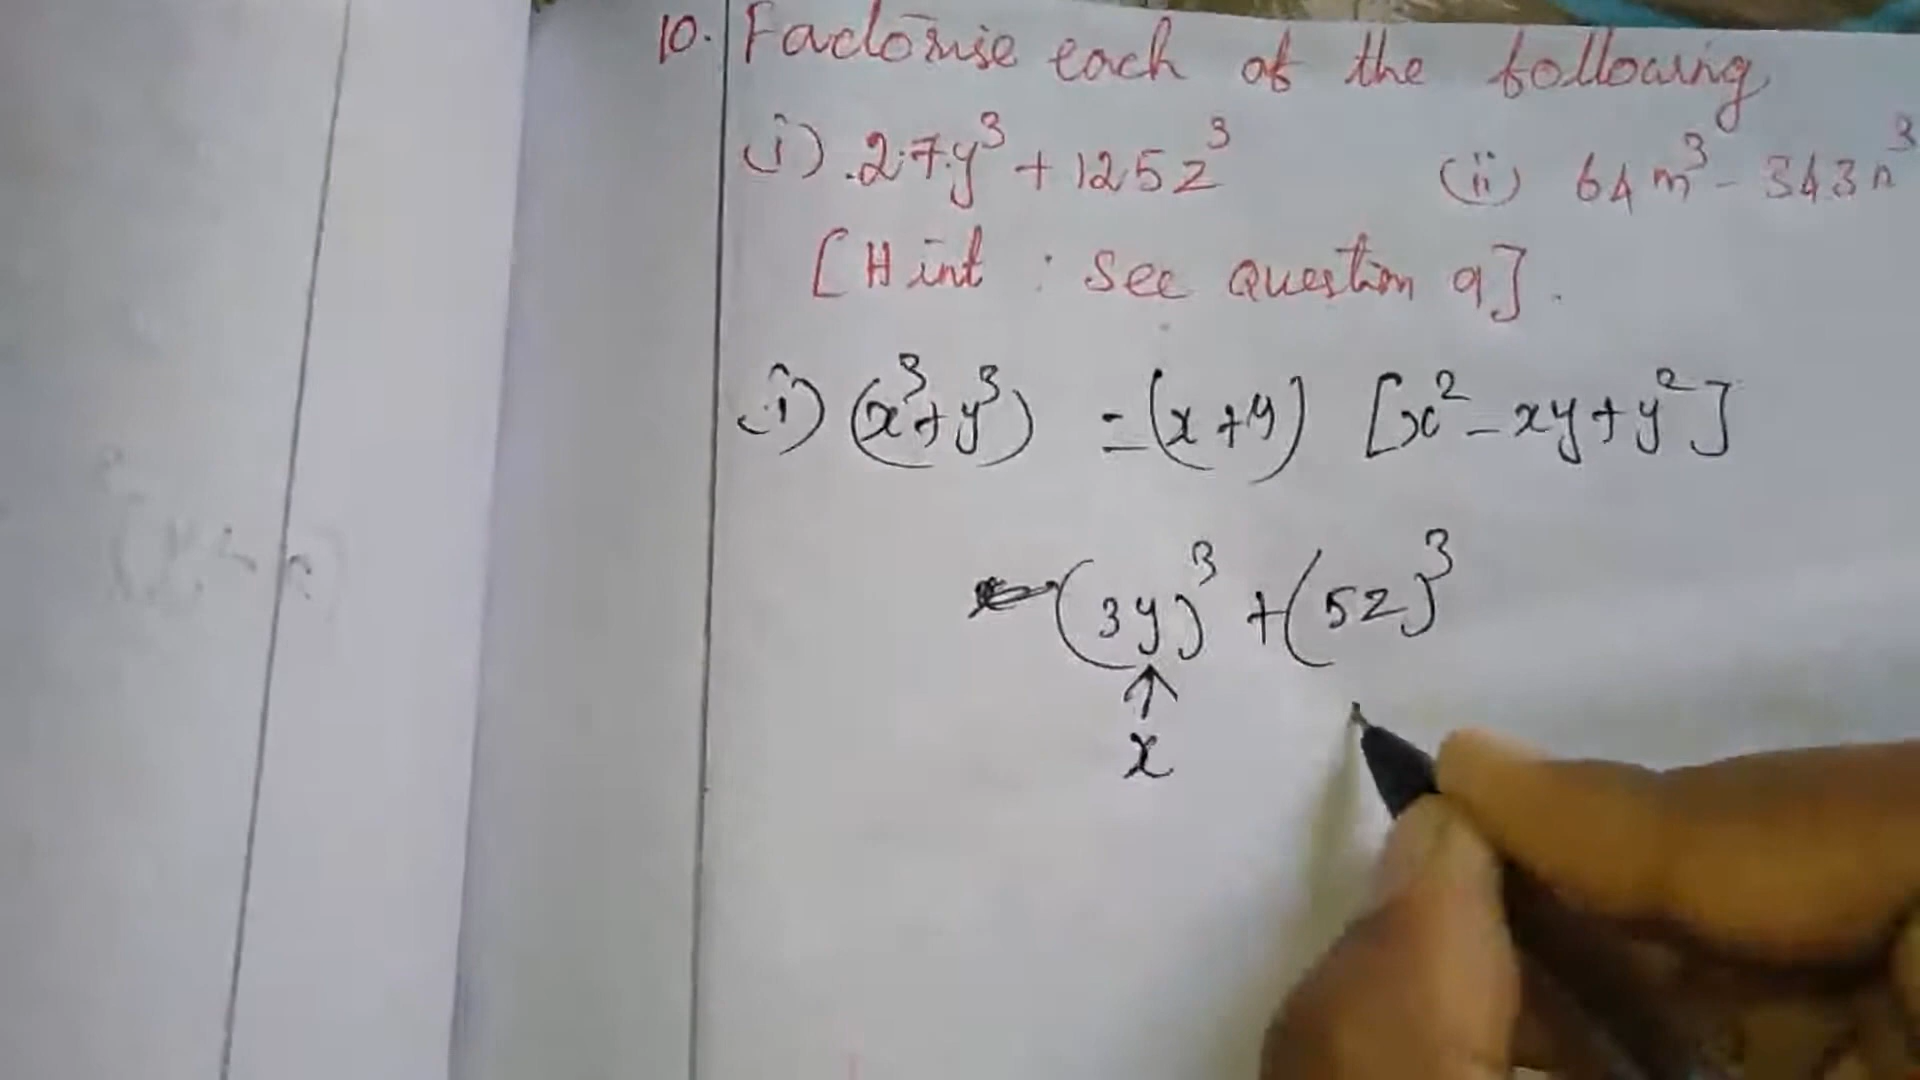 10. Factorise each of the following
(i) 27y³ + 125z³ (ii) 64m³ - 343n³
[Hint : See Question 9].
(i) (x³+y³) = (x+y) [x² - xy + y²]
(3y)³ + (5z)³
↑
x